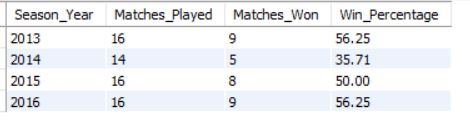 Season_Year Matches_Played Matches_Won Win_Percentage
2013 16 9 56.25
2014 14 5 35.71
2015 16 8 50.00
2016 16 9 56.25